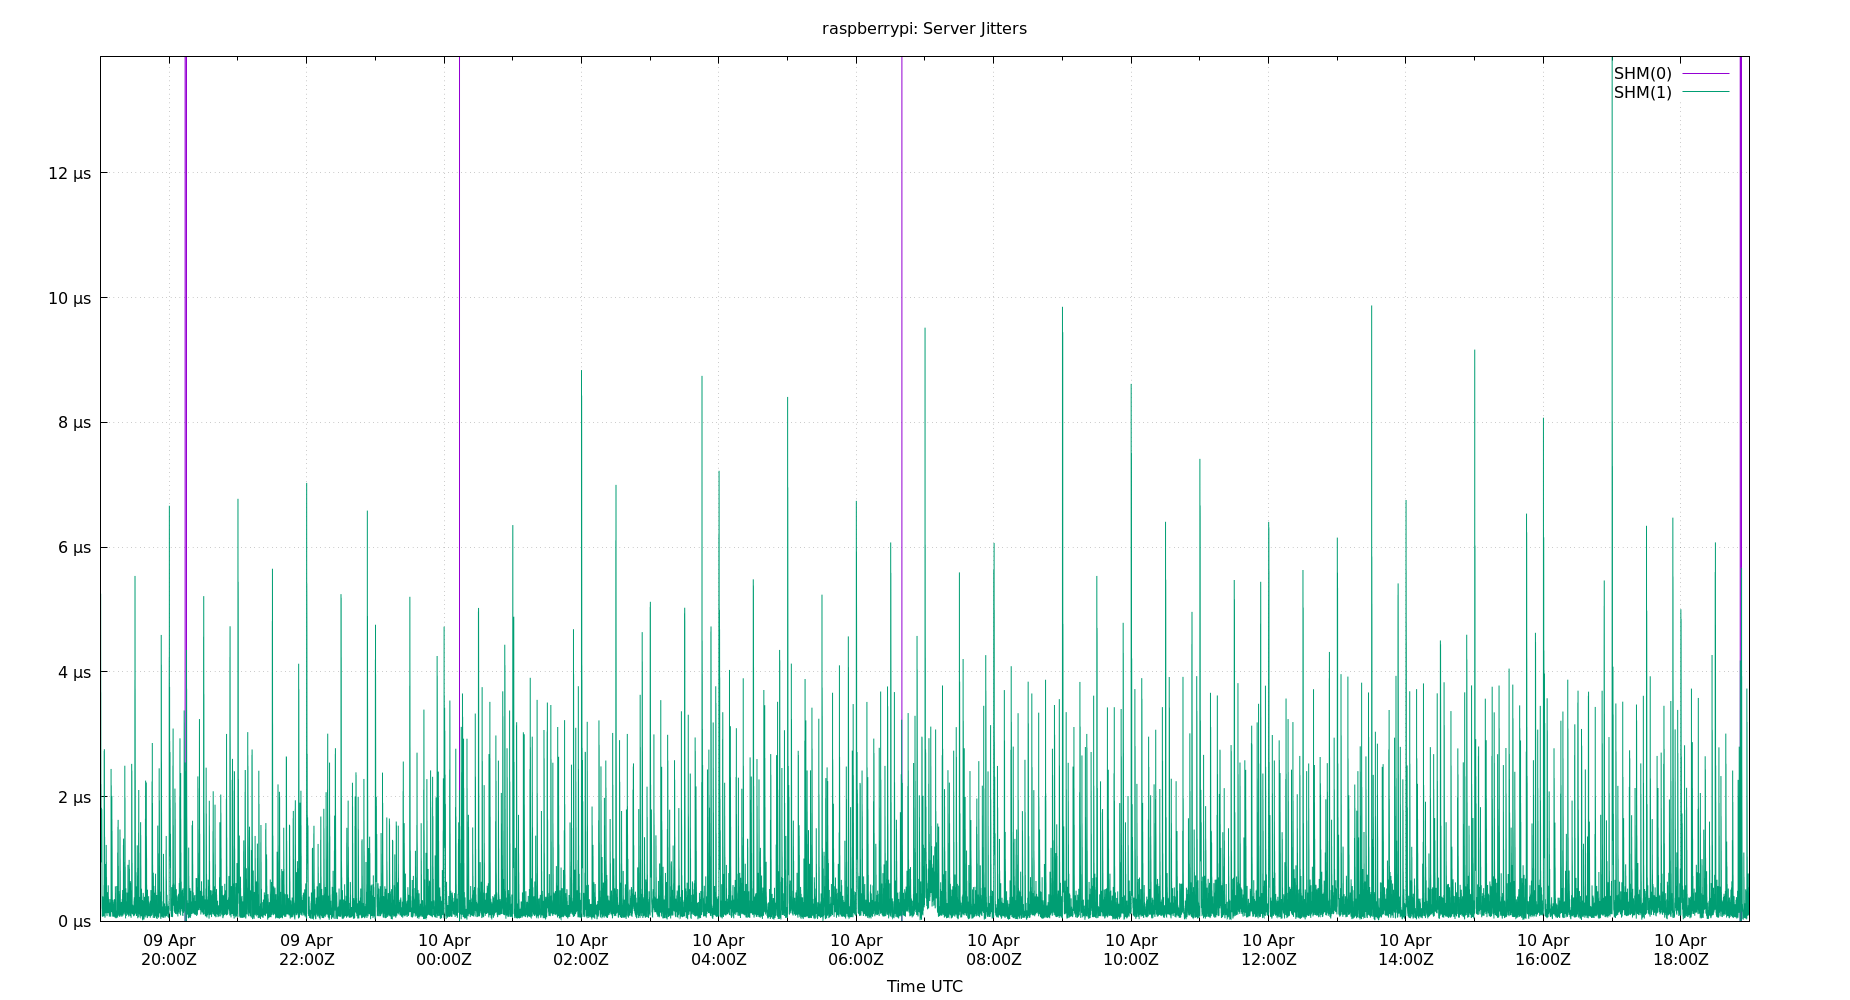 raspberrypi: Server Jitters
SHM(0)
SHM(1)
12 µs
10 µs
8 µs
6 µs
4 µs
2 µs
0 µs
09 Apr 09 Apr 10 Apr 10 Apr 10 Apr 10 Apr 10 Apr 10 Apr 10 Apr 10 Apr 10 Apr 10 Apr
20:00Z 22:00Z 00:00Z 02:00Z 04:00Z 06:00Z 08:00Z 10:00Z 12:00Z 14:00Z 16:00Z 18:00Z
Time UTC